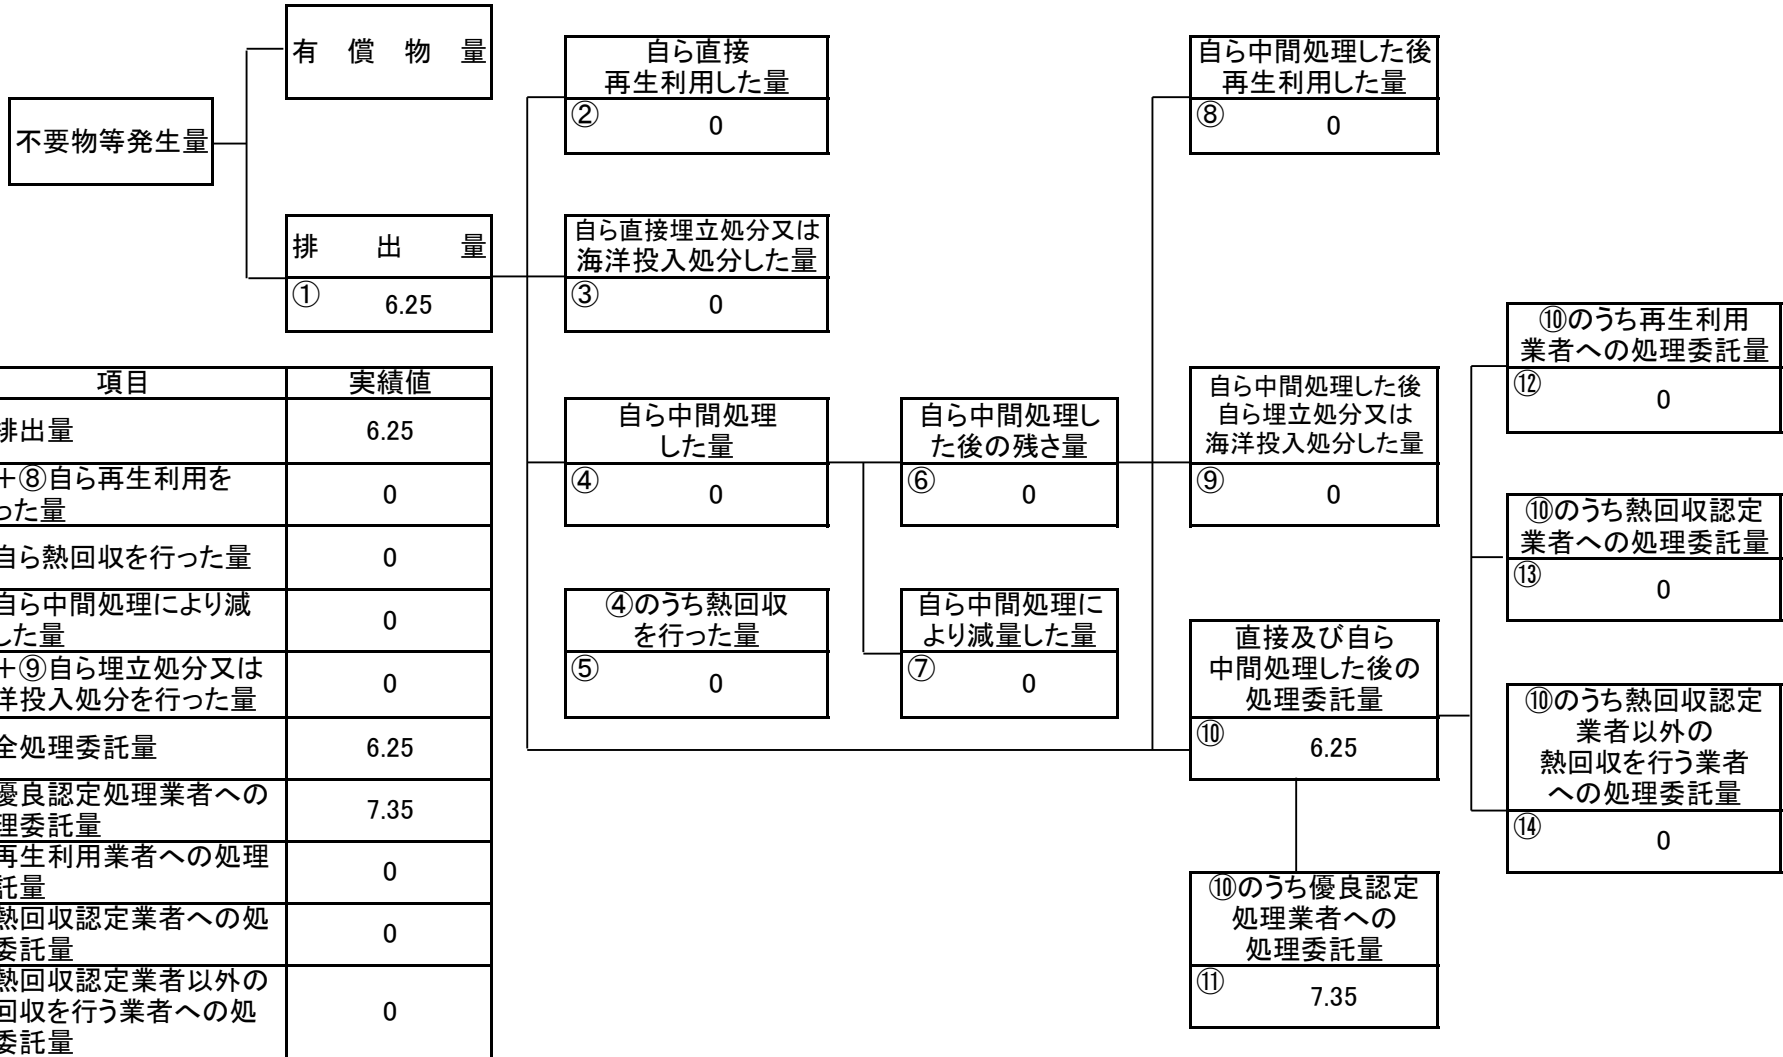 有償物量
不要物等発生量
排出量
① 6.25
自ら直接
再生利用した量
② 0
自ら直接埋立処分又は
海洋投入処分した量
③ 0
自ら中間処理
した量
④ 0
④のうち熱回収
を行った量
⑤ 0
自ら中間処理し
た後の残さ量
⑥ 0
自ら中間処理に
より減量した量
⑦ 0
自ら中間処理した後
再生利用した量
⑧ 0
自ら中間処理した後
自ら埋立処分又は
海洋投入処分した量
⑨ 0
直接及び自ら
中間処理した後の
処理委託量
⑩ 6.25
⑩のうち優良認定
処理業者への
処理委託量
⑪ 7.35
⑩のうち再生利用
業者への処理委託量
⑫ 0
⑩のうち熱回収認定
業者への処理委託量
⑬ 0
⑩のうち熱回収認定
業者以外の
熱回収を行う業者
への処理委託量
⑭ 0
項目 実績値
排出量 6.25
+⑧自ら再生利用を
った量 0
自ら熱回収を行った量 0
自ら中間処理により減
した量 0
+⑨自ら埋立処分又は
洋投入処分を行った量 0
全処理委託量 6.25
優良認定処理業者への
理委託量 7.35
再生利用業者への処理
託量 0
熱回収認定業者への処
委託量 0
熱回収認定業者以外の
回収を行う業者への処
委託量 0